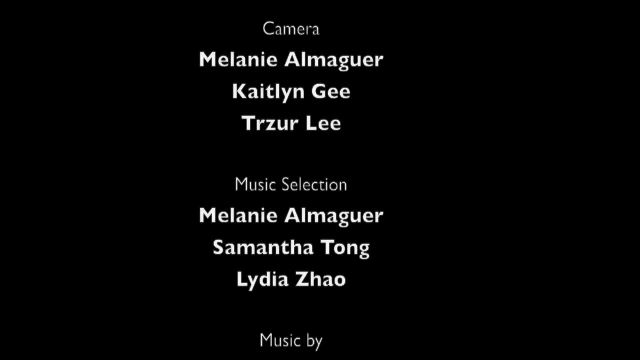 Camera
Melanie Almaguer
Kaitlyn Gee
Trzur Lee
Music Selection
Melanie Almaguer
Samantha Tong
Lydia Zhao
Music by